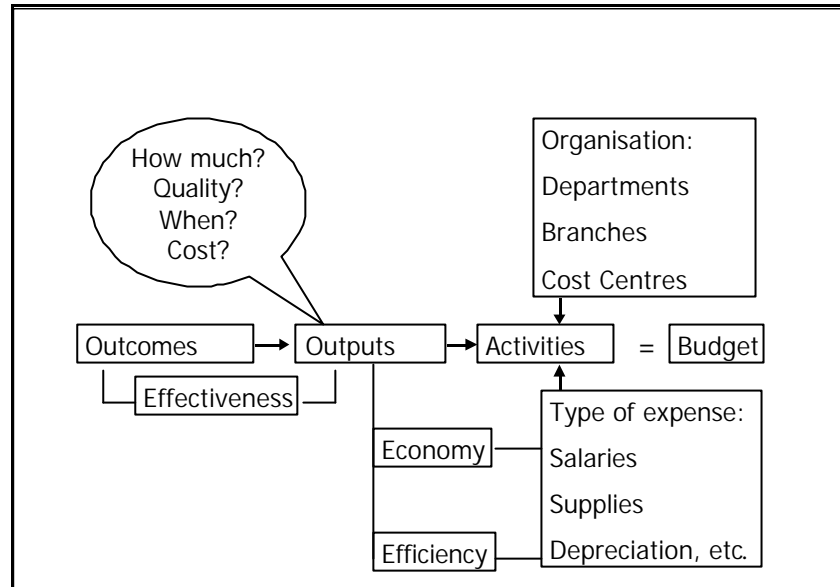 How much?
Quality?
When?
Cost?
Organisation:
Departments
Branches
Cost Centres
Outcomes
Outputs
Activities
=
Budget
Effectiveness
Type of expense:
Salaries
Supplies
Depreciation, etc.
Economy
Efficiency